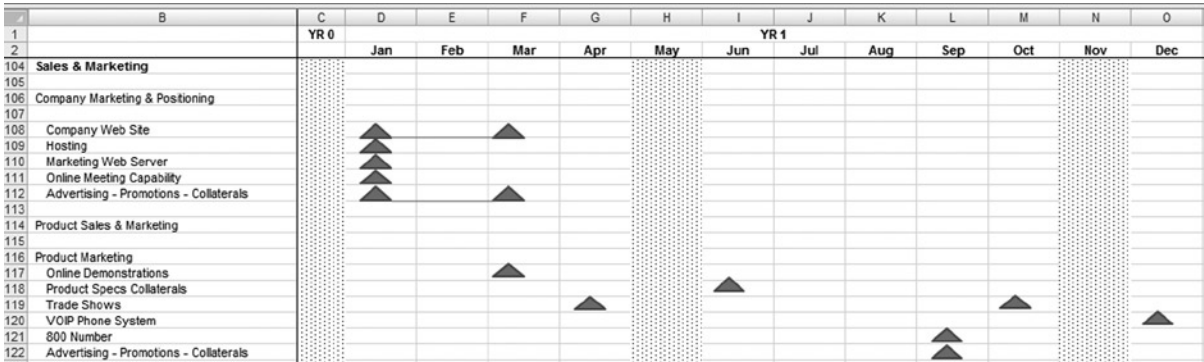 B C D E F G H I J K L M N O
1 YR 0 YR 1
2 Jan Feb Mar Apr May Jun Jul Aug Sep Oct Nov Dec
104 Sales & Marketing
105
106 Company Marketing & Positioning
107
108 Company Web Site
109 Hosting
110 Marketing Web Server
111 Online Meeting Capability
112 Advertising - Promotions - Collaterals
113
114 Product Sales & Marketing
115
116 Product Marketing
117 Online Demonstrations
118 Product Specs Collaterals
119 Trade Shows
120 VOIP Phone System
121 800 Number
122 Advertising - Promotions - Collaterals